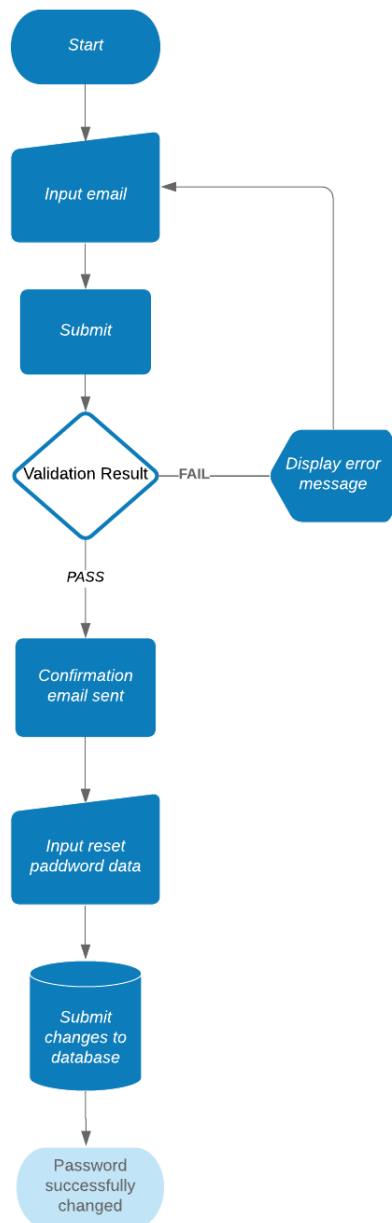 Start
Input email
Submit
Validation Result
FAIL
Display error
message
PASS
Confirmation
email sent
Input reset
paddword data
Submit
changes to
database
Password
successfully
changed